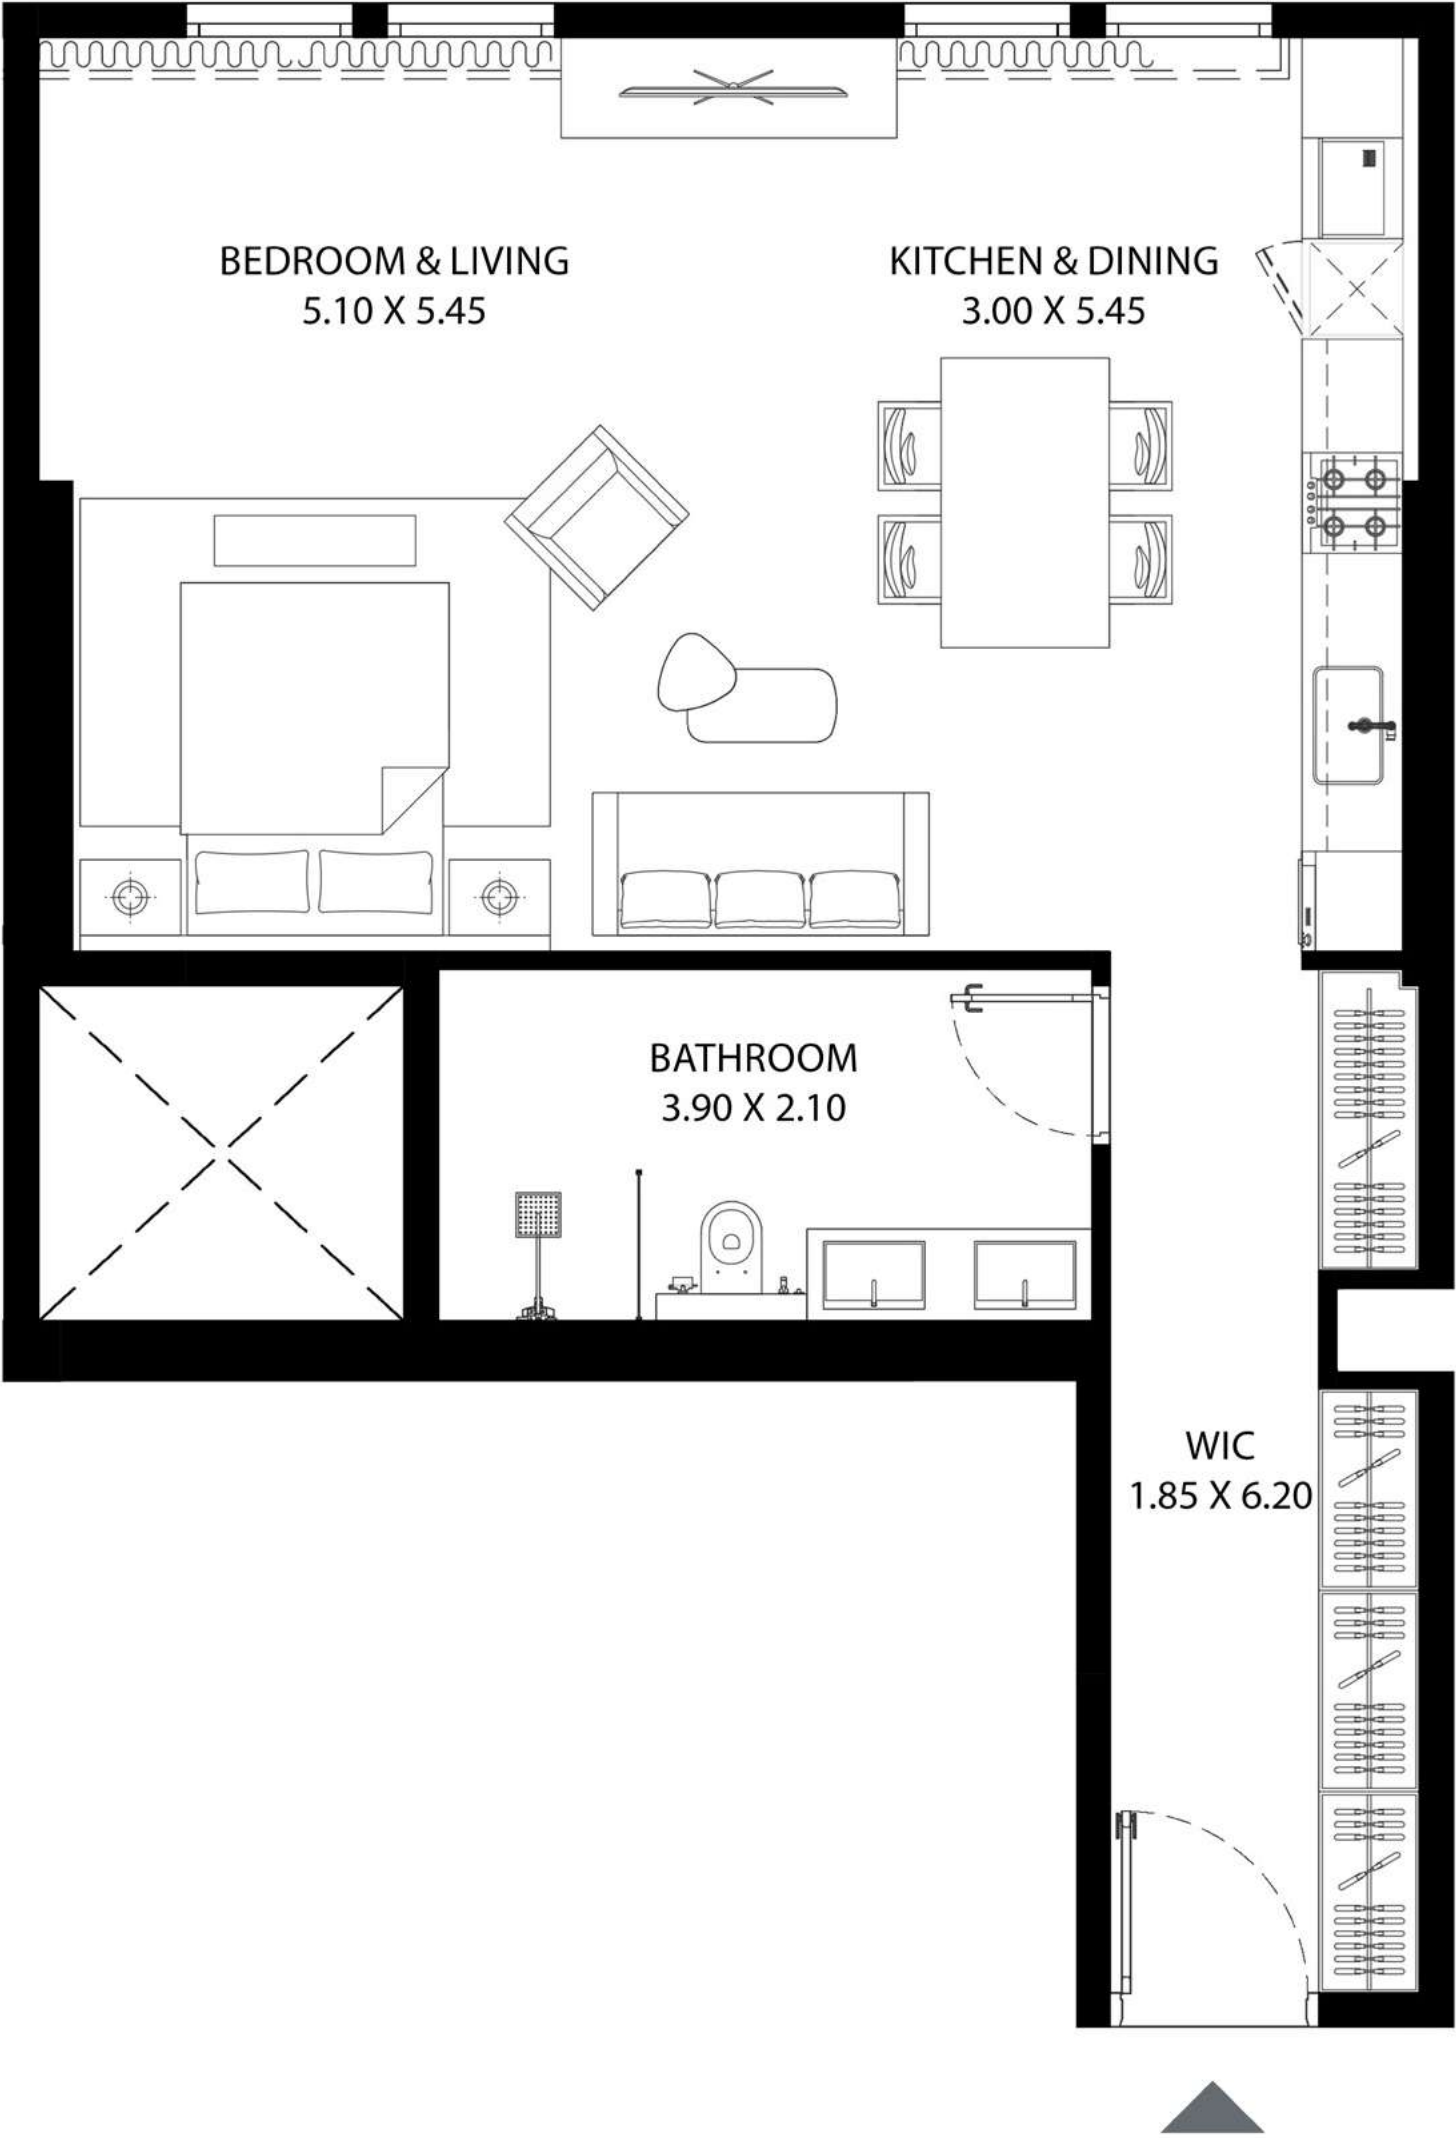 BEDROOM & LIVING
5.10 X 5.45
KITCHEN & DINING
3.00 X 5.45
BATHROOM
3.90 X 2.10
WIC
1.85 X 6.20